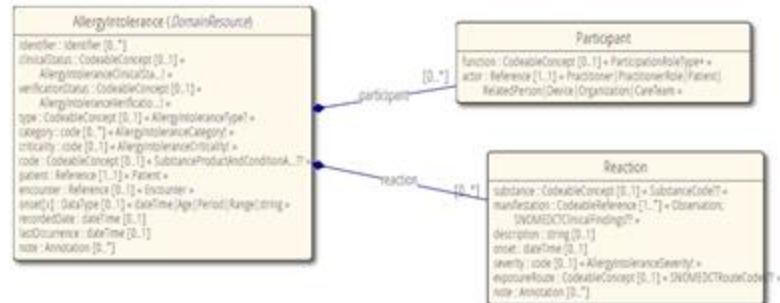 AllergyIntolerance (DomainResource)
identifier : Identifier [0..*]
clinicalStatus : CodeableConcept [0..1] «
AllergyIntoleranceClinicalSta...! »
verificationStatus : CodeableConcept [0..1] «
AllergyIntoleranceVerificatio...! »
type : CodeableConcept [0..1] « AllergyIntoleranceType? »
category : code [0..*] « AllergyIntoleranceCategory! »
criticality : code [0..1] « AllergyIntoleranceCriticality! »
code : CodeableConcept [0..1] « SubstanceProductAndConditionA...?? »
patient : Reference [1..1] « Patient »
encounter : Reference [0..1] « Encounter »
onset[x] : DataType [0..1] « dateTime|Age|Period|Range|string »
recordedDate : dateTime [0..1]
lastOccurrence : dateTime [0..1]
note : Annotation [0..*]
Participant
function : CodeableConcept [0..1] « ParticipationRoleType+ »
actor : Reference [1..1] « Practitioner|PractitionerRole|Patient|
RelatedPerson|Device|Organization|CareTeam »
[0..*]
participant
reaction
[0..*]
Reaction
substance : CodeableConcept [0..1] « SubstanceCode?? »
manifestation : CodeableReference [1..*] « Observation;
SNOMEDCTClinicalFindings?? »
description : string [0..1]
onset : dateTime [0..1]
severity : code [0..1] « AllergyIntoleranceSeverity! »
exposureRoute : CodeableConcept [0..1] « SNOMEDCTRouteCodes?? »
note : Annotation [0..*]